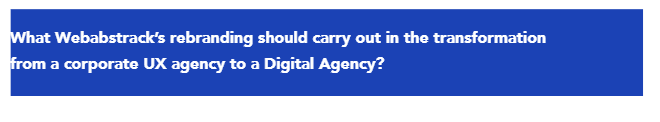 What Webabstrack’s rebranding should carry out in the transformation
from a corporate UX agency to a Digital Agency?